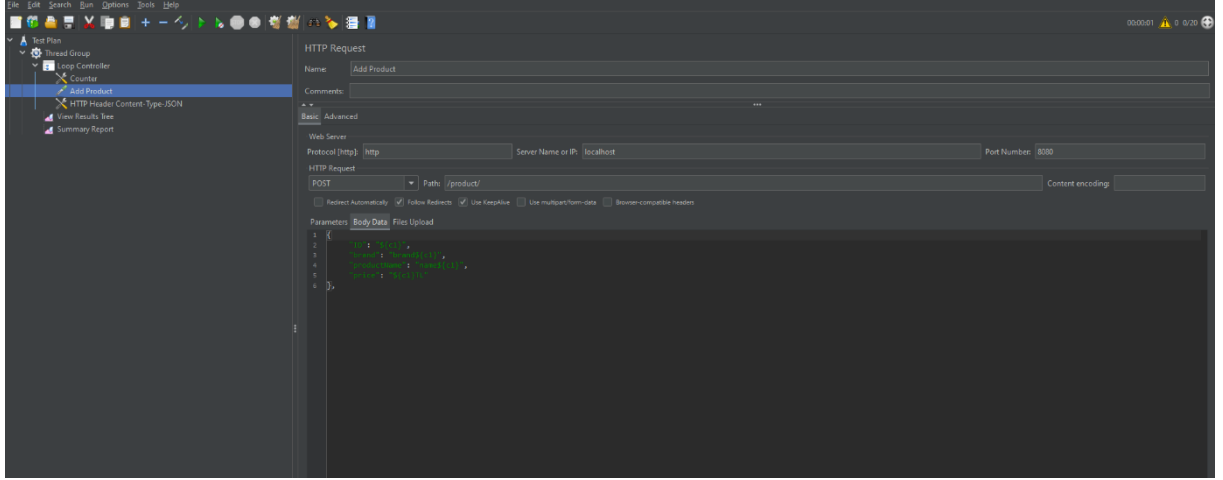 File Edit Search Run Options Tools Help
00:00:01 0 0/20
Test Plan
Thread Group
Loop Controller
Counter
Add Product
HTTP Header Content-Type-JSON
View Results Tree
Summary Report
HTTP Request
Name: Add Product
Comments:
Basic Advanced
Web Server
Protocol [http]: http Server Name or IP: localhost Port Number: 8080
HTTP Request
POST Path: /product/ Content encoding:
Redirect Automatically Follow Redirects Use KeepAlive Use multipart/form-data Browser-compatible headers
Parameters Body Data Files Upload
1 {
2 "ID": "${c1}",
3 "brand": "brand${c1}",
4 "productName": "name${c1}",
5 "price": "${c1}TL"
6 },